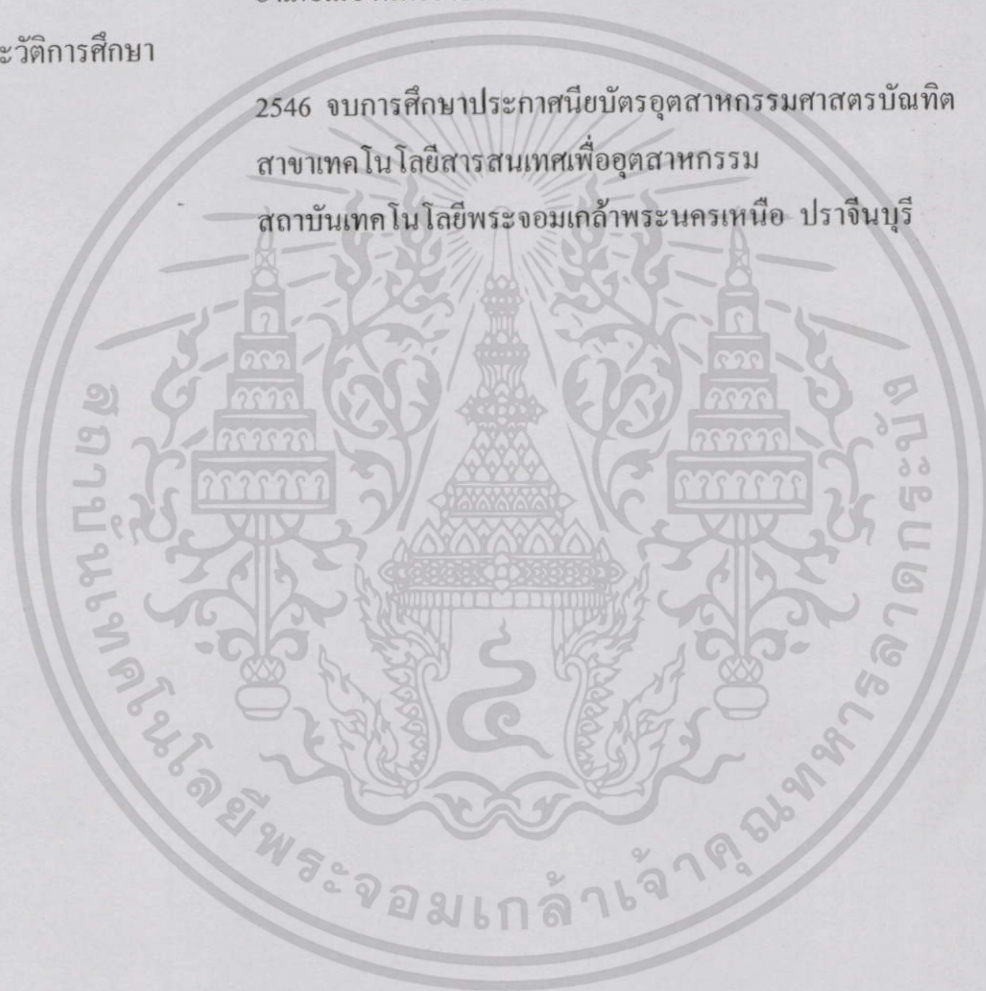 ะวัติการศึกษา
2546 จบการศึกษาประกาศนียบัตรอุตสาหกรรมศาสตรบัณทิต
สาขาเทคโนโลยีสารสนเทศเพื่ออุตสาหกรรม
สถาบันเทคโนโลยีพระจอมเกล้าพระนครเหนือ ปราจีนบุรี
สถาบันเทคโนโลยีพระจอมเกล้าเจ้าคุณทหารลาดกระบัง